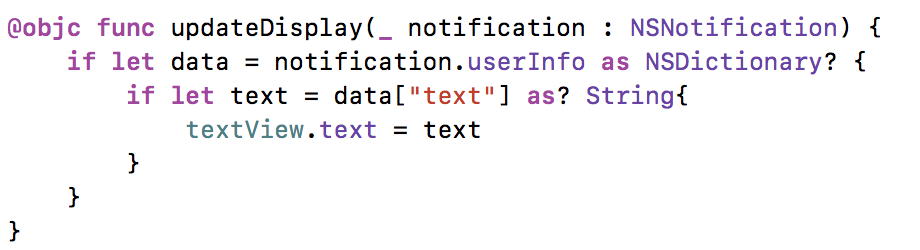 @objc func updateDisplay(_ notification : NSNotification) {
    if let data = notification.userInfo as NSDictionary? {
        if let text = data["text"] as? String{
            textView.text = text
        }
    }
}